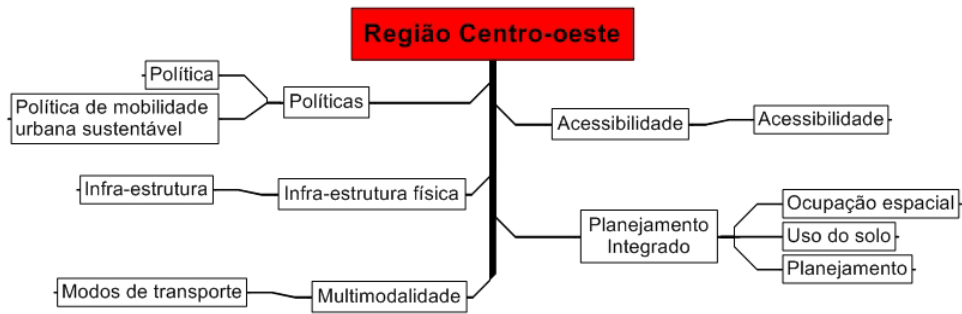 Região Centro-oeste
Política
Política de mobilidade
urbana sustentável
Políticas
Infra-estrutura
Infra-estrutura física
Modos de transporte
Multimodalidade
Acessibilidade
Acessibilidade
Planejamento
Integrado
Ocupação espacial
Uso do solo
Planejamento